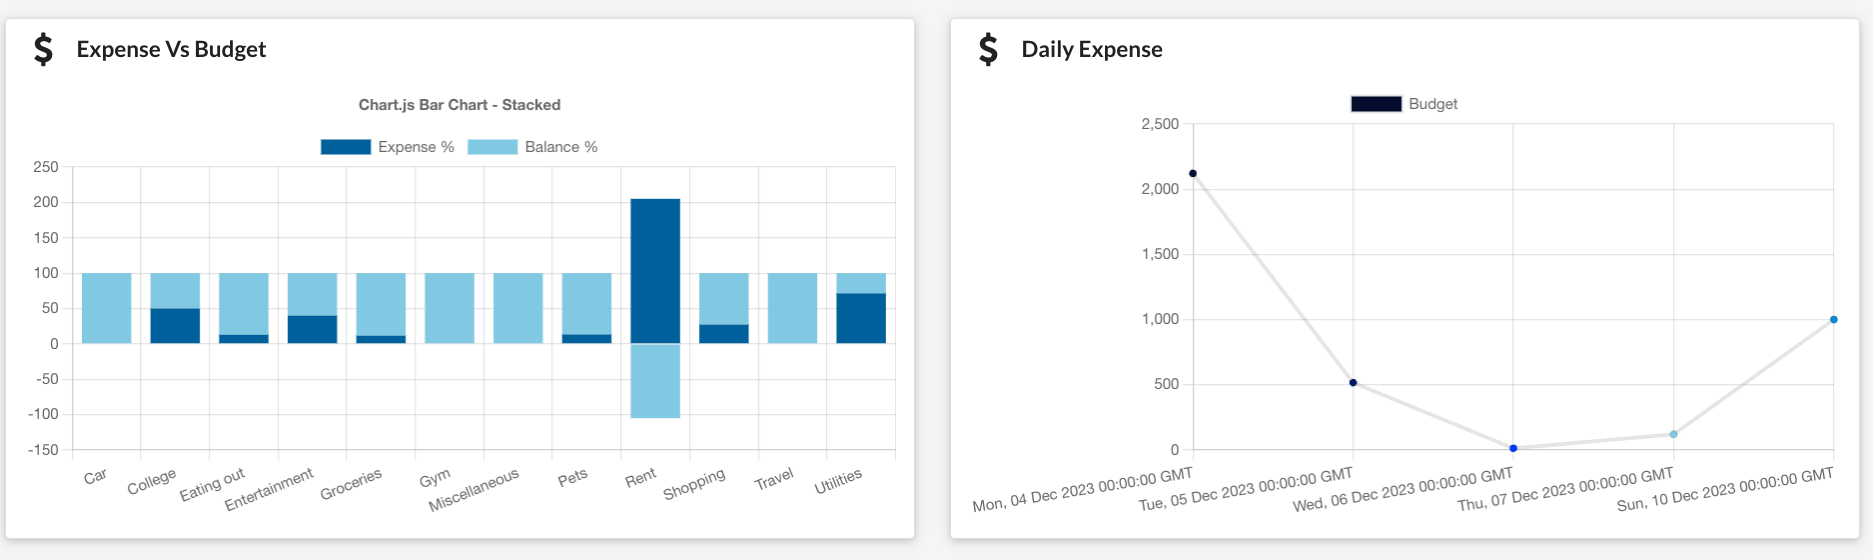 $ Expense Vs Budget
Chart.js Bar Chart - Stacked
Expense % Balance %
250
200
150
100
50
0
-50
-100
-150
Car College Eating out Entertainment Groceries Gym Miscellaneous Pets Rent Shopping Travel Utilities
$ Daily Expense
Budget
2,500
2,000
1,500
1,000
500
0
Mon, 04 Dec 2023 00:00:00 GMT
Tue, 05 Dec 2023 00:00:00 GMT
Wed, 06 Dec 2023 00:00:00 GMT
Thu, 07 Dec 2023 00:00:00 GMT
Sun, 10 Dec 2023 00:00:00 GMT